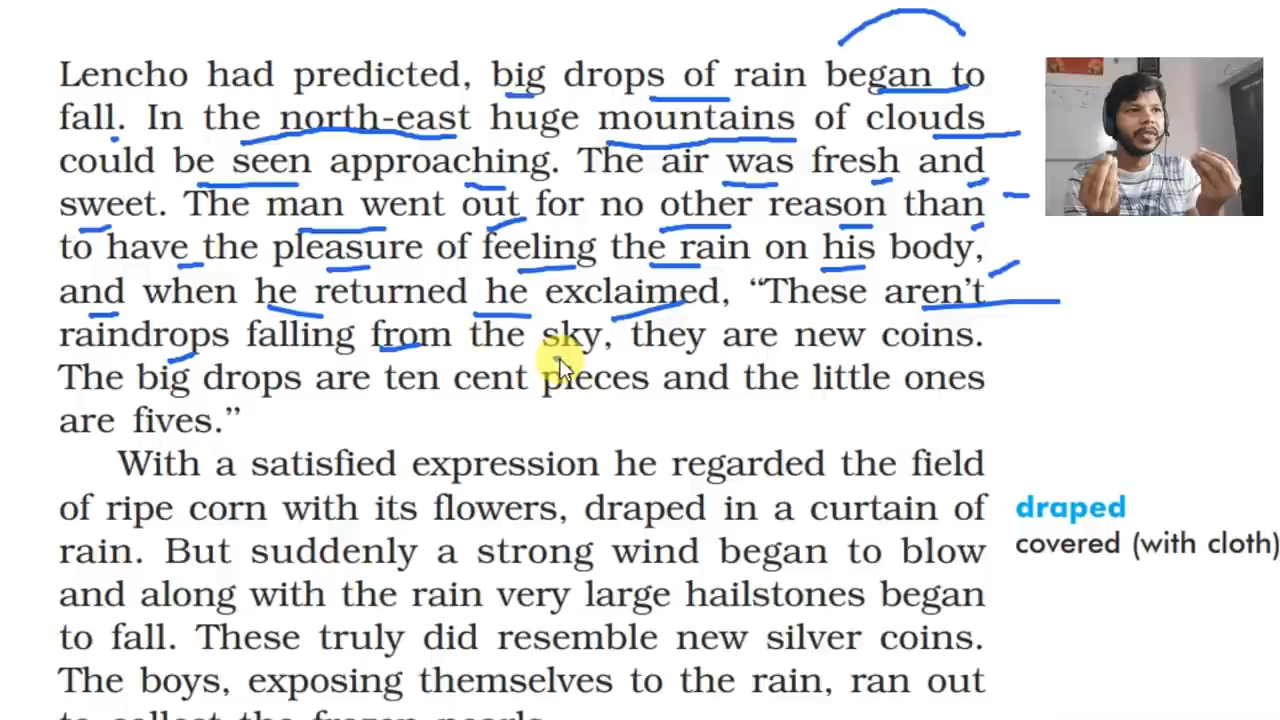 Lencho had predicted, big drops of rain began to
fall. In the north-east huge mountains of clouds
could be seen approaching. The air was fresh and
sweet. The man went out for no other reason than
to have the pleasure of feeling the rain on his body,
and when he returned he exclaimed, “These aren’t
raindrops falling from the sky, they are new coins.
The big drops are ten cent pieces and the little ones
are fives.”
With a satisfied expression he regarded the field
of ripe corn with its flowers, draped in a curtain of
rain. But suddenly a strong wind began to blow
and along with the rain very large hailstones began
to fall. These truly did resemble new silver coins.
The boys, exposing themselves to the rain, ran out
to collect the frozen pearls.
draped
covered (with cloth)